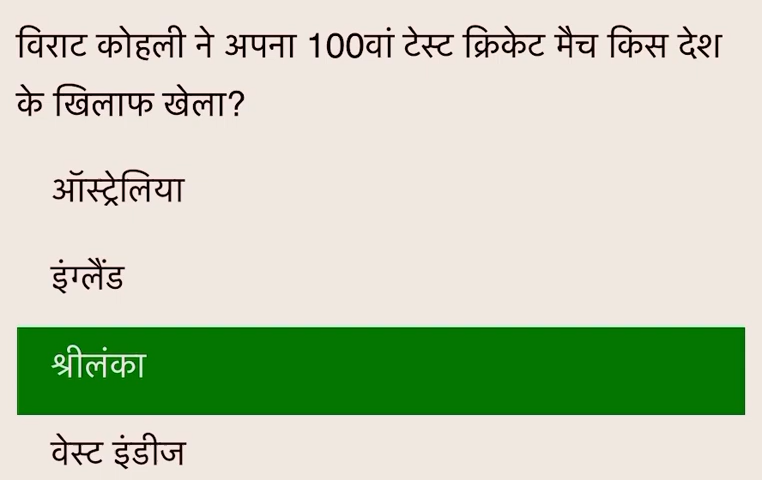 विराट कोहली ने अपना 100वां टेस्ट क्रिकेट मैच किस देश
के खिलाफ खेला?
ऑस्ट्रेलिया
इंग्लैंड
श्रीलंका
वेस्ट इंडीज